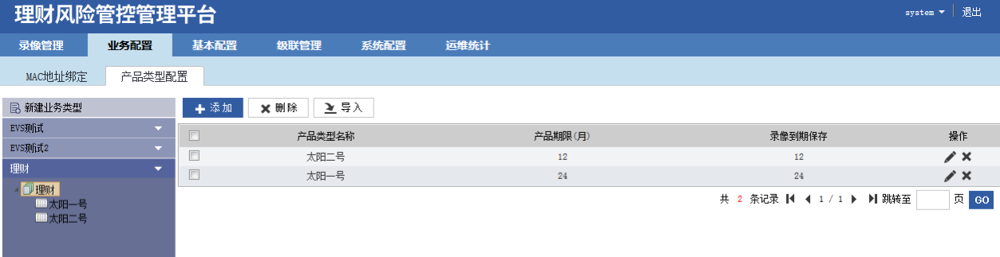 理财风险管控管理平台
system 退出
录像管理 业务配置 基本配置 级联管理 系统配置 运维统计
MAC地址绑定 产品类型配置
新建业务类型
EVS测试
EVS测试2
理财
理财
太阳一号
太阳二号
添加 删除 导入
产品类型名称 产品期限(月) 录像到期保存 操作
太阳二号 12 12
太阳一号 24 24
共 2 条记录 1 / 1 跳转至 页 GO